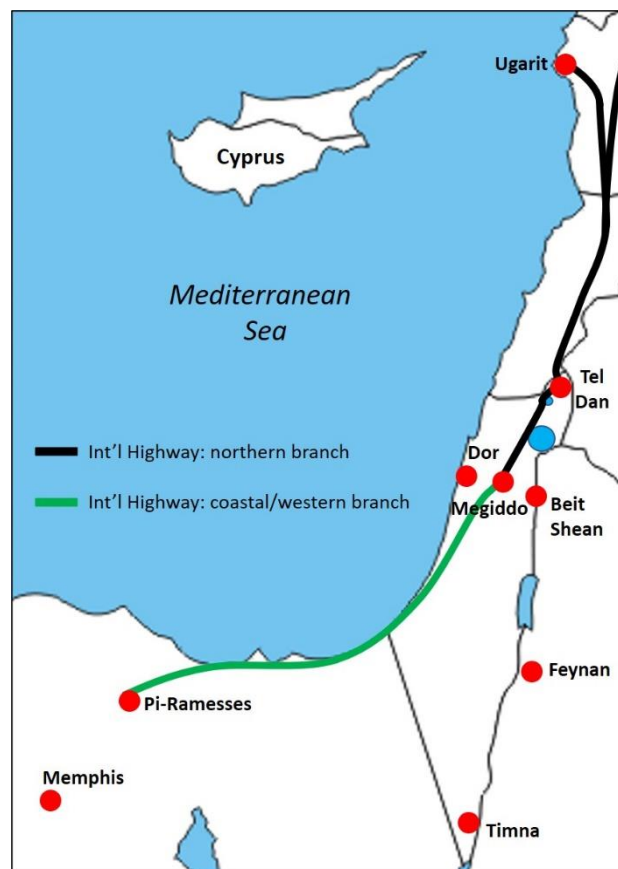 Ugarit
Cyprus
Mediterranean
Sea
Tel
Dan
Int'l Highway: northern branch
Dor
Int'l Highway: coastal/western branch
Megiddo
Beit
Shean
Feynan
Pi-Ramesses
Memphis
Timna